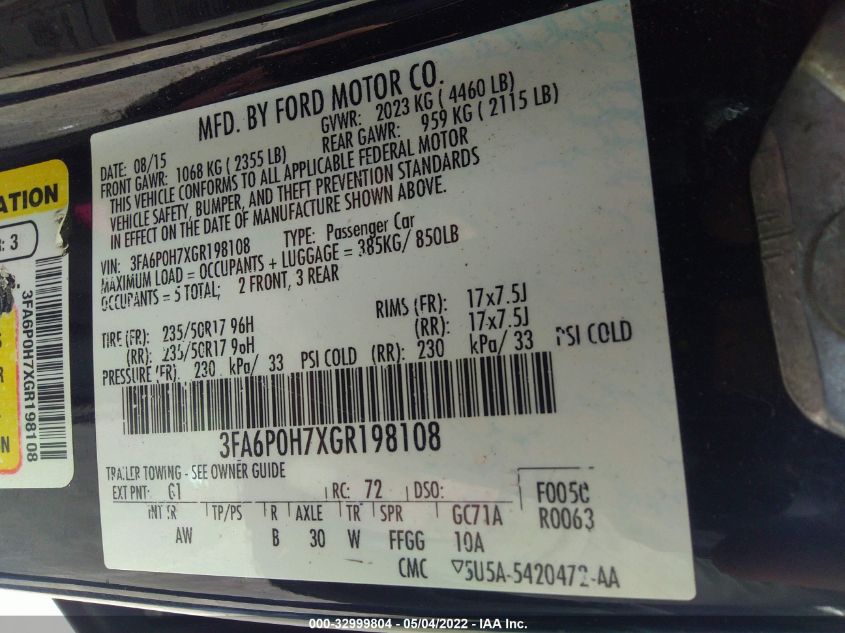 MFD. BY FORD MOTOR CO.
DATE: 08/15 GVWR: 2023 KG ( 4460 LB)
FRONT GAWR: 1068 KG ( 2355 LB) REAR GAWR: 959 KG ( 2115 LB)
THIS VEHICLE CONFORMS TO ALL APPLICABLE FEDERAL MOTOR
VEHICLE SAFETY, BUMPER, AND THEFT PREVENTION STANDARDS
IN EFFECT ON THE DATE OF MANUFACTURE SHOWN ABOVE.
VIN: 3FA6P0H7XGR198108 TYPE: Passenger Car
MAXIMUM LOAD = OCCUPANTS + LUGGAGE = 385KG/ 850LB
OCCUPANTS = 5 TOTAL; 2 FRONT, 3 REAR
TIRE (FR): 235/50R17 96H RIMS (FR): 17x7.5J
(RR): 235/50R17 96H (RR): 17x7.5J
PRESSURE (FR): 230 kPa/ 33 PSI COLD (RR): 230 kPa/ 33 PSI COLD
3FA6P0H7XGR198108
TRAILER TOWING - SEE OWNER GUIDE
EXT PNT: G1 RC: 72 DSO: F005C
INT TR TP/PS R AXLE TR SPR GC71A R0063
AW B 30 W FFGG 10A
CMC 5U5A-5420472-AA
ATION
: 3
3FA6P0H7XGR198108
R
N
000-32999804 - 05/04/2022 - IAA Inc.